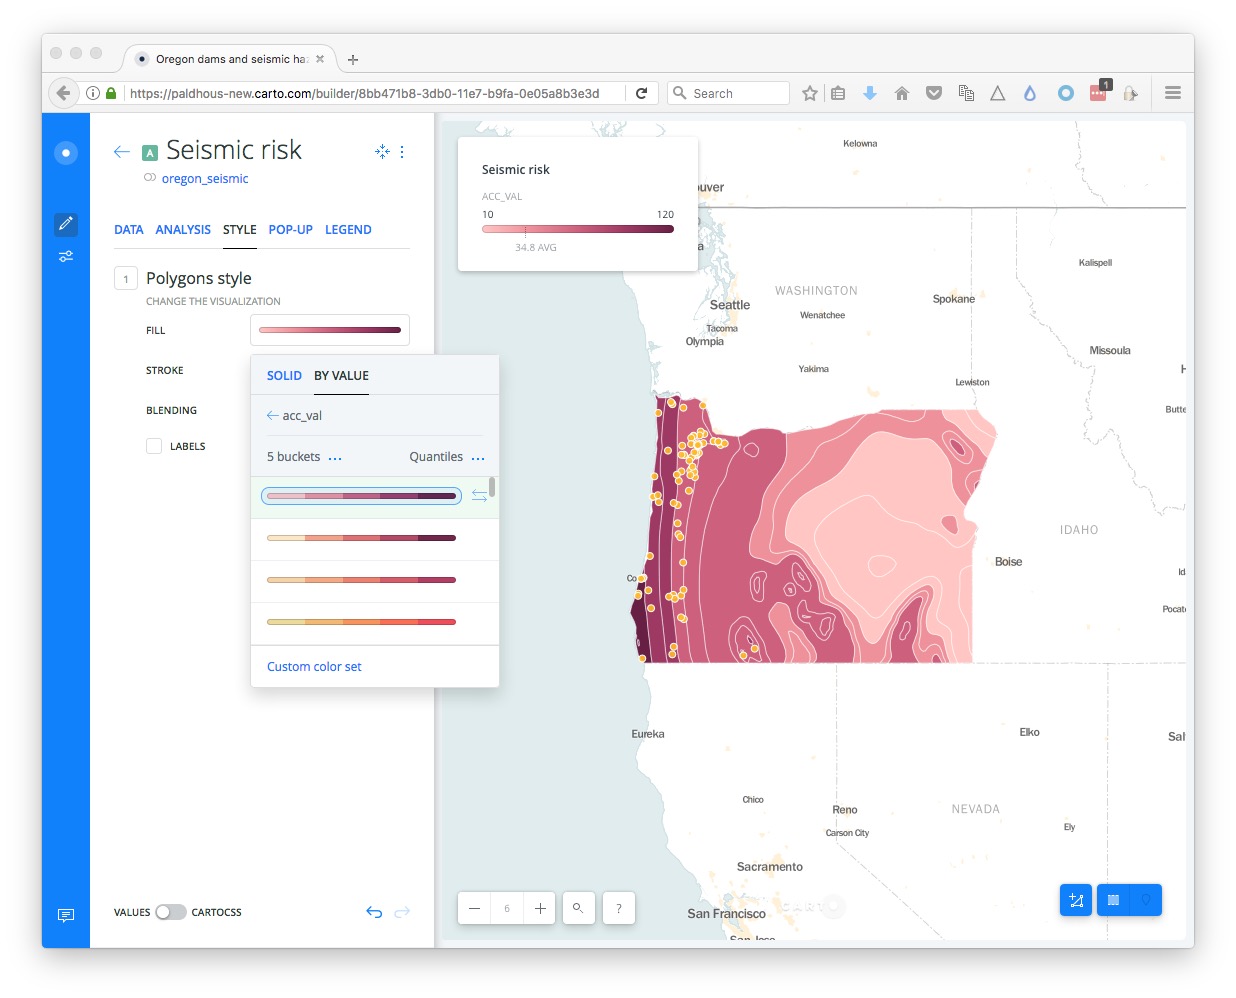 Oregon dams and seismic ha
https://paldhous-new.carto.com/builder/8bb471b8-3db0-11e7-b9fa-0e05a8b3e3d
Search
1
A Seismic risk
oregon_seismic
DATA ANALYSIS STYLE POP-UP LEGEND
1 Polygons style
CHANGE THE VISUALIZATION
FILL
STROKE
BLENDING
LABELS
SOLID BY VALUE
acc_val
5 buckets ... Quantiles ...
Custom color set
VALUES CARTOCSS
Seismic risk
ACC_VAL
10 120
34.8 AVG
Kelowna
uver
a
Kalispell
WASHINGTON
Seattle
Spokane
Wenatchee
Tacoma
Olympia
Missoula
Yakima
H
Lewiston
Butte
IDAHO
Boise
Co
Id
Pocate
Eureka
Elko
Sal
Chico
Reno
NEVADA
Carson City
Ely
Sacramento
San Francisco
San Jose
6
?
CARTO